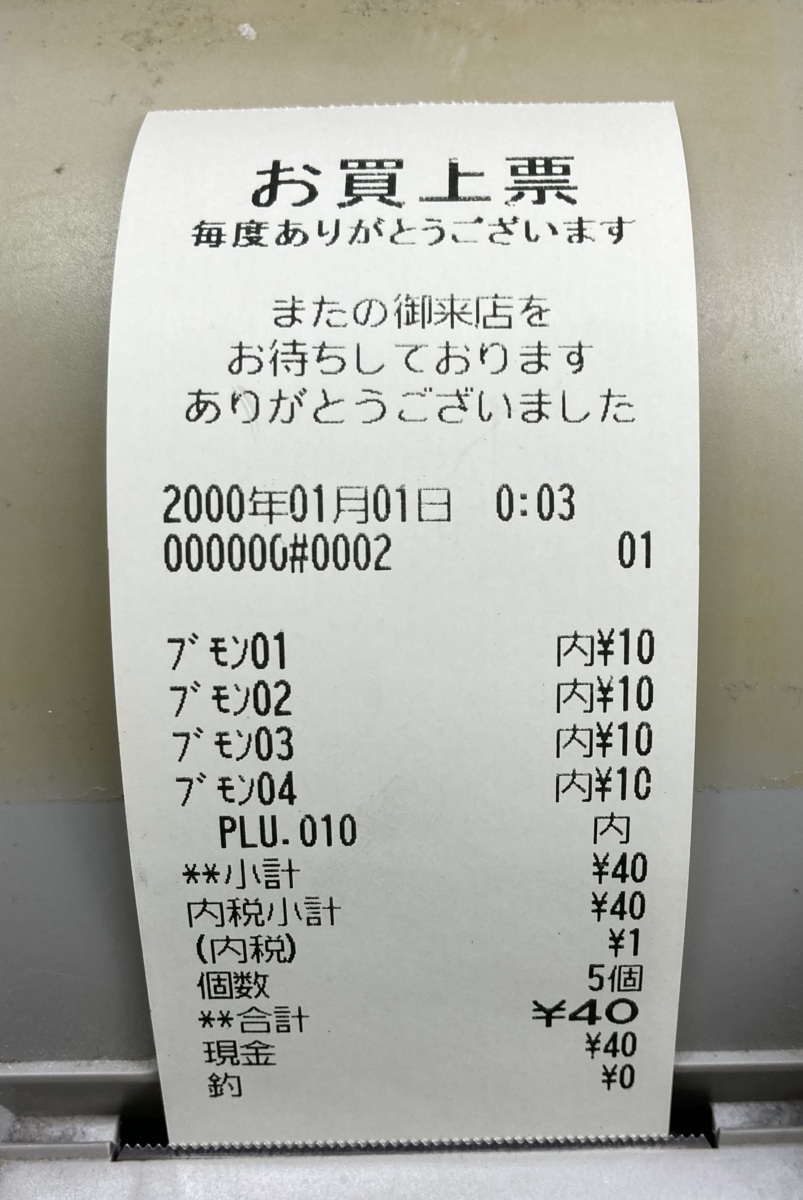 お買上票
毎度ありがとうございます
またの御来店を
お待ちしております
ありがとうございました
2000年01月01日 0:03
000000#0002 01
ﾌﾞﾓﾝ01 内¥10
ﾌﾞﾓﾝ02 内¥10
ﾌﾞﾓﾝ03 内¥10
ﾌﾞﾓﾝ04 内¥10
PLU.010 内
**小計 ¥40
内税小計 ¥40
(内税) ¥1
個数 5個
**合計 ¥40
現金 ¥40
釣 ¥0